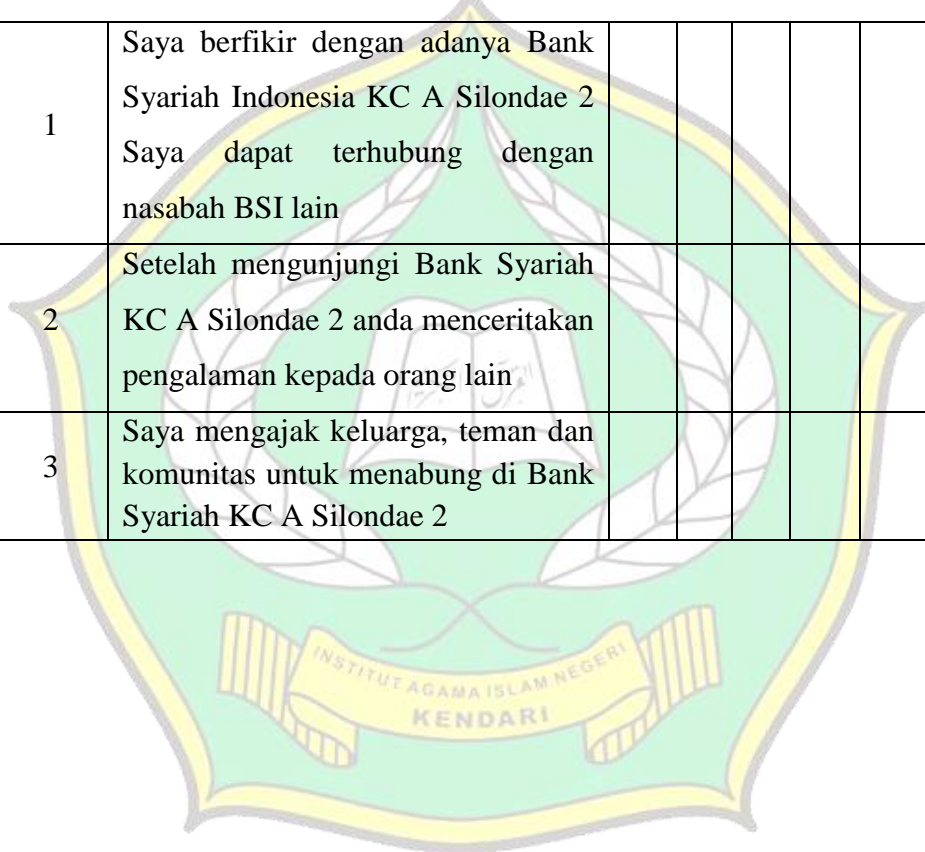 Saya berfikir dengan adanya Bank
Syariah Indonesia KC A Silondae 2
1
Saya dapat terhubung dengan
nasabah BSI lain
Setelah mengunjungi Bank Syariah
2 KC A Silondae 2 anda menceritakan
pengalaman kepada orang lain
Saya mengajak keluarga, teman dan
3 komunitas untuk menabung di Bank
Syariah KC A Silondae 2
INSTITUT AGAMA ISLAM NEGERI
KENDARI